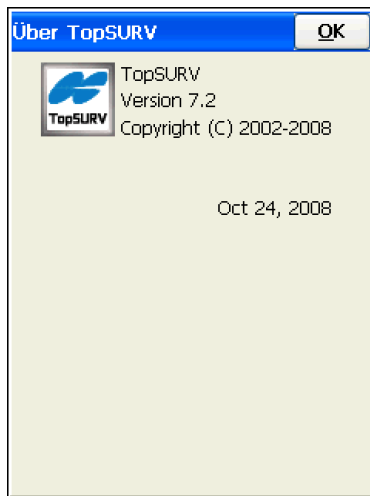 Über TopSURV
OK
TopSURV
Version 7.2
TopSURV
Copyright (C) 2002-2008
Oct 24, 2008